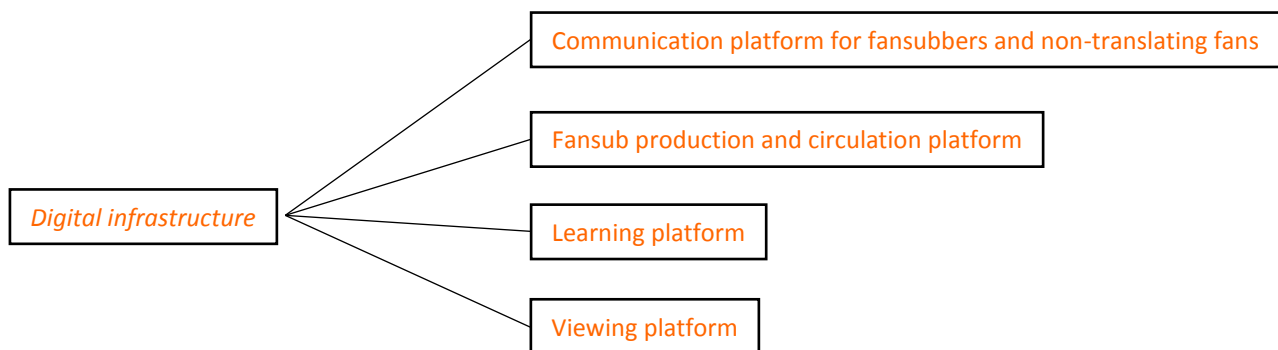 Communication platform for fansubbers and non-translating fans
Fansub production and circulation platform
Digital infrastructure
Learning platform
Viewing platform